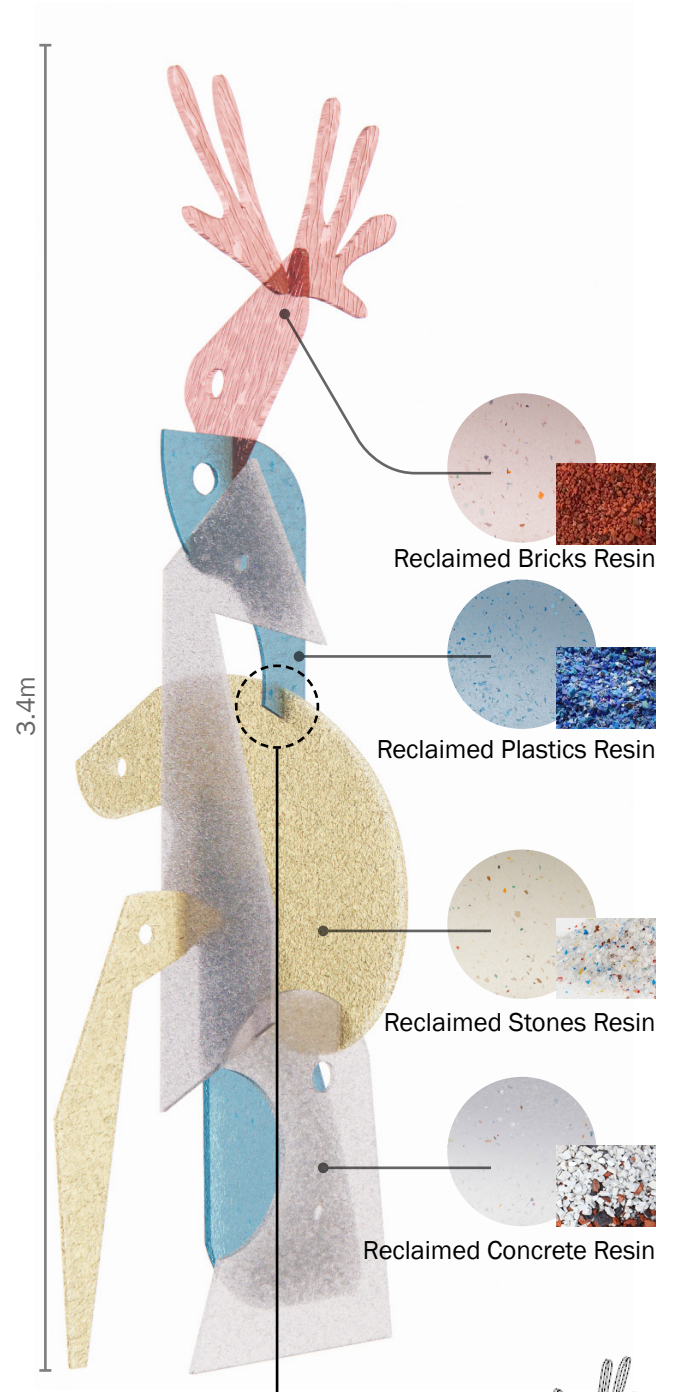 3.4m
Reclaimed Bricks Resin
Reclaimed Plastics Resin
Reclaimed Stones Resin
Reclaimed Concrete Resin